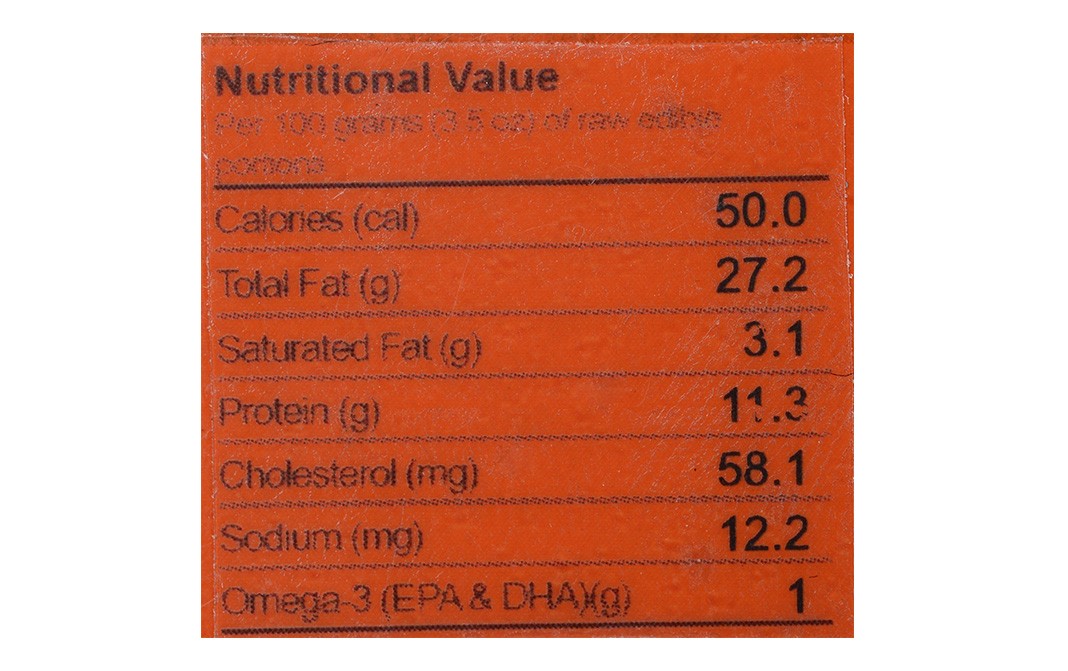 Nutritional Value
Per 100 grams (3.5 oz) of raw edible
portions
Calories (cal) 50.0
Total Fat (g) 27.2
Saturated Fat (g) 3.1
Protein (g) 11.3
Cholesterol (mg) 58.1
Sodium (mg) 12.2
Omega-3 (EPA & DHA)(g) 1